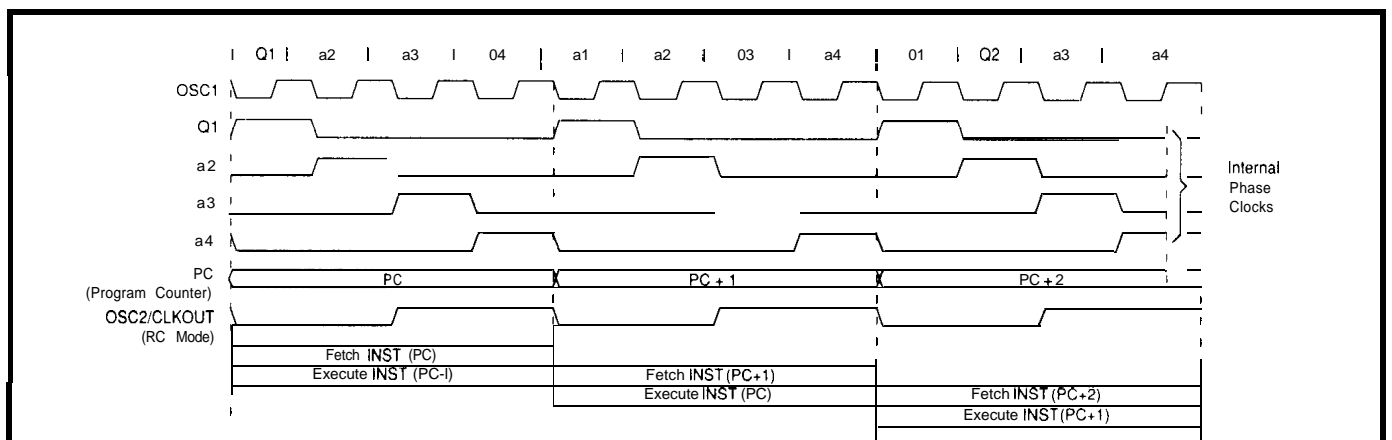 Q1 a2 a3 04 a1 a2 03 a4 01 Q2 a3 a4
OSC1
Q1
a2
a3
a4
Internal
Phase
Clocks
PC
(Program Counter)
PC
PC + 1
PC + 2
OSC2/CLKOUT
(RC Mode)
Fetch INST (PC)
Execute INST (PC-I)
Fetch INST (PC+1)
Execute INST (PC)
Fetch INST (PC+2)
Execute INST (PC+1)